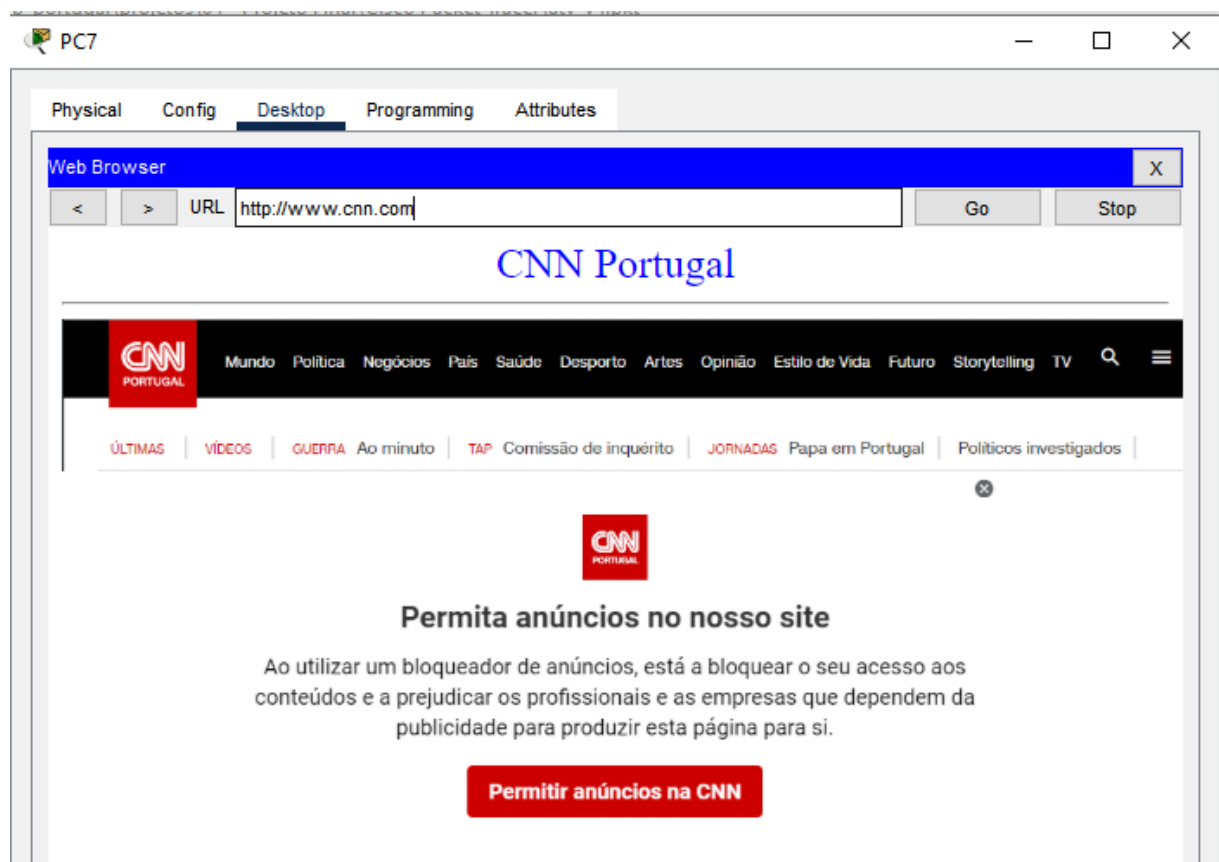 PC7
Physical Config Desktop Programming Attributes
Web Browser X
< > URL http://www.cnn.com Go Stop
CNN Portugal
CNN PORTUGAL Mundo Política Negócios País Saúde Desporto Artes Opinião Estilo de Vida Futuro Storytelling TV
ÚLTIMAS VÍDEOS GUERRA Ao minuto TAP Comissão de inquérito JORNADAS Papa em Portugal Políticos investigados
CNN PORTUGAL
Permita anúncios no nosso site
Ao utilizar um bloqueador de anúncios, está a bloquear o seu acesso aos
conteúdos e a prejudicar os profissionais e as empresas que dependem da
publicidade para produzir esta página para si.
Permitir anúncios na CNN